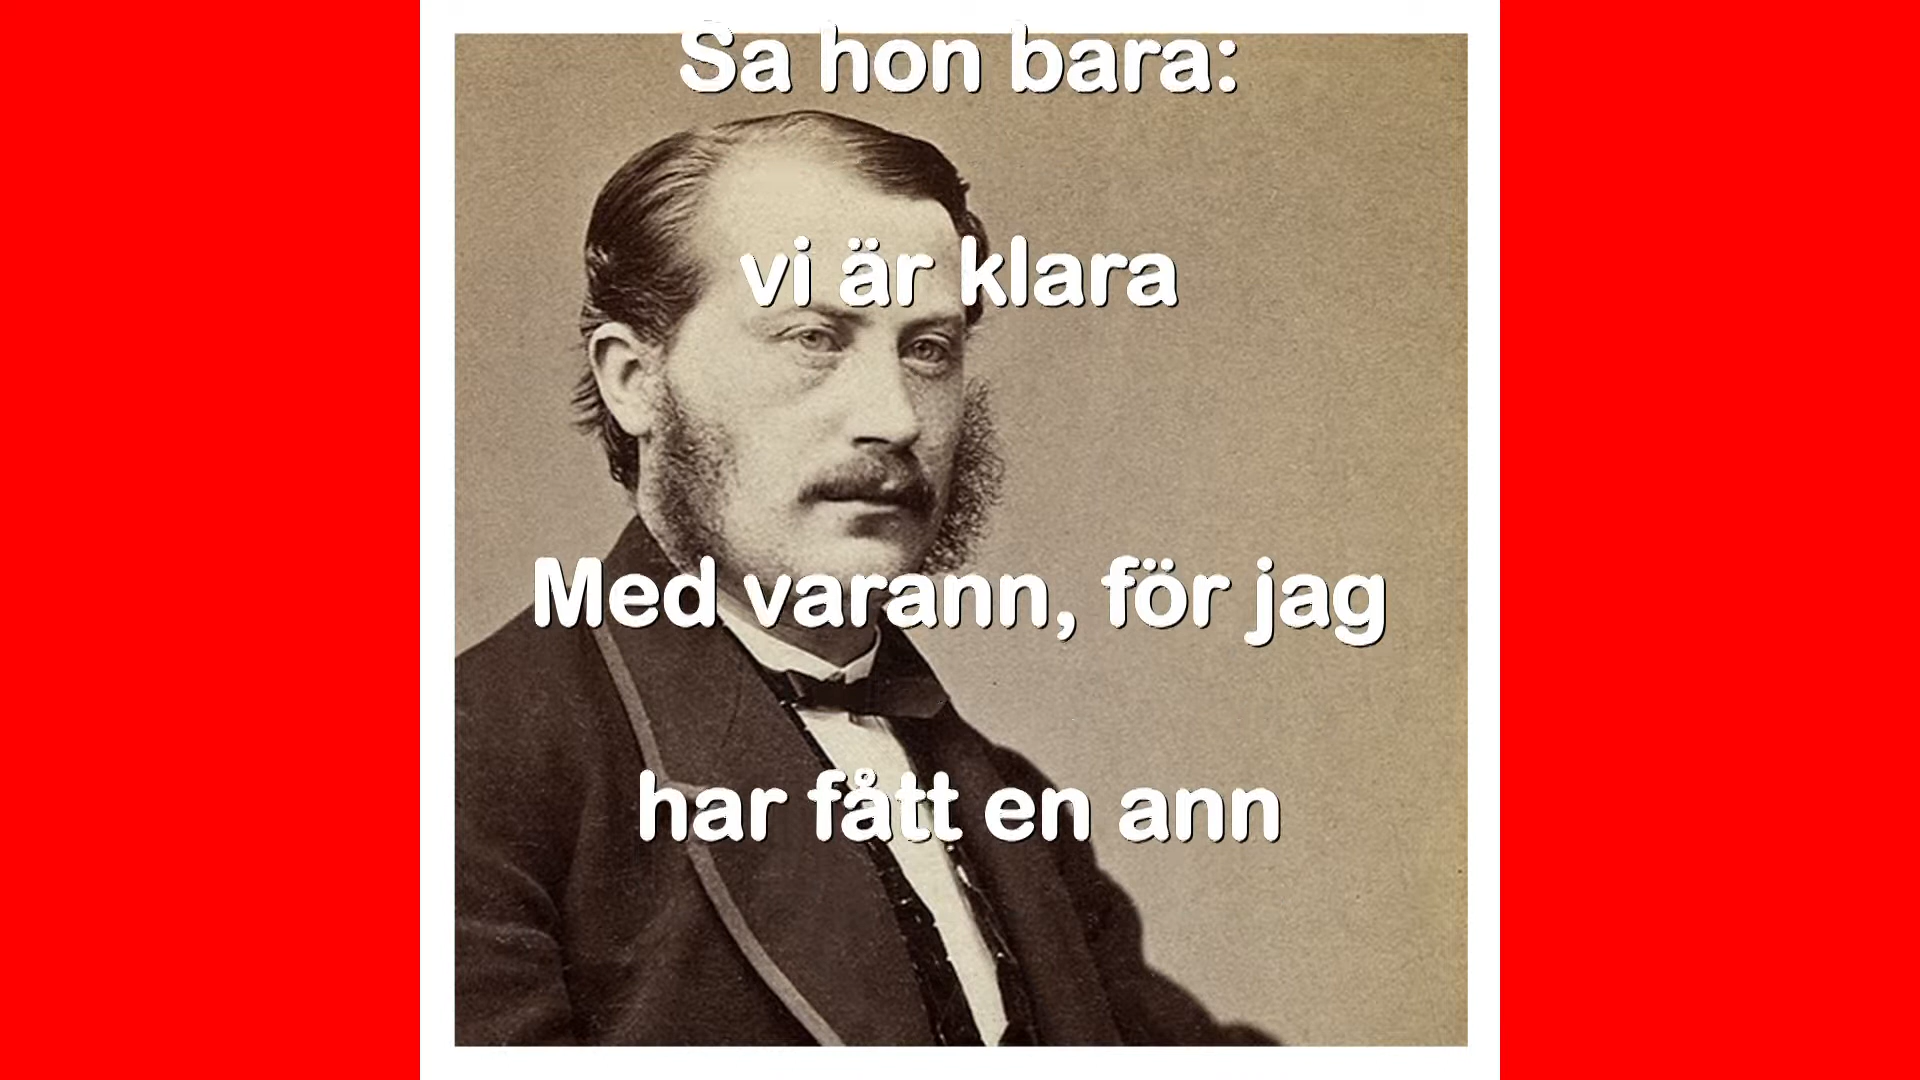 Sa hon bara:
vi är klara
Med varann, för jag
har fått en ann